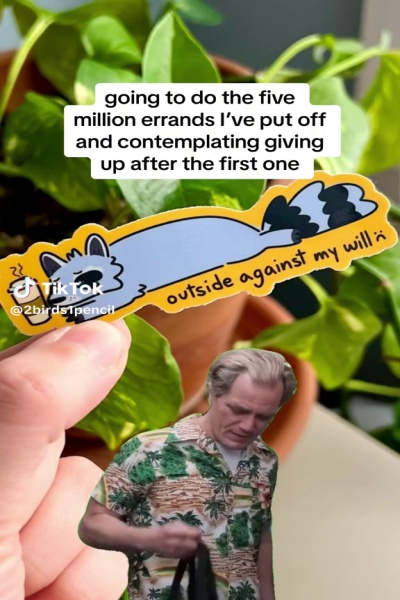 going to do the five
million errands I've put off
and contemplating giving
up after the first one
outside against my will :(
TikTok
@2birds1pencil